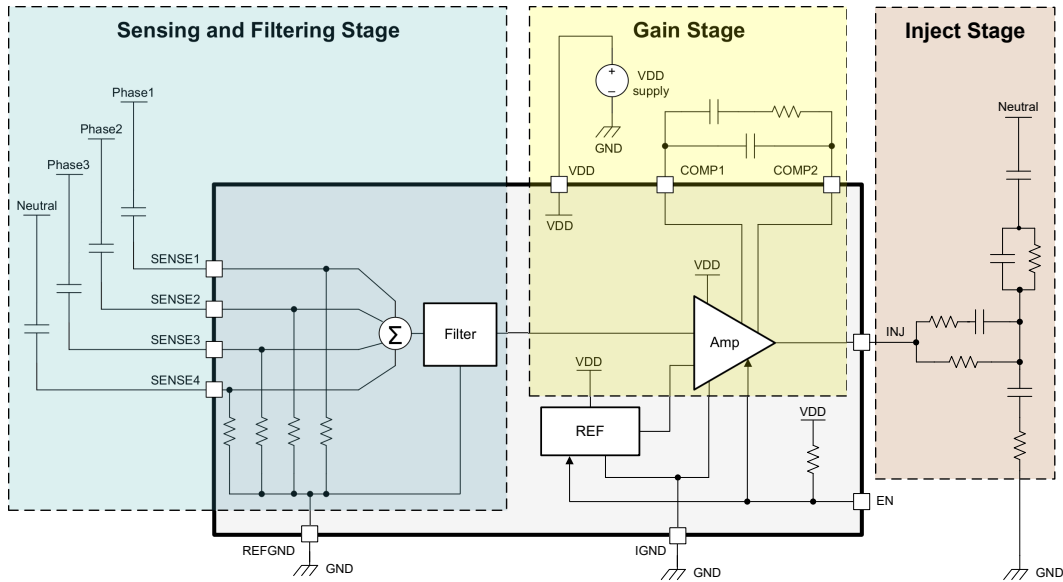 Sensing and Filtering Stage
Gain Stage
Inject Stage
Phase1
Phase2
Phase3
Neutral
+
–
VDD
supply
GND
Neutral
VDD
COMP1
COMP2
VDD
SENSE1
SENSE2
SENSE3
SENSE4
Σ
Filter
VDD
Amp
INJ
VDD
REF
VDD
EN
REFGND
GND
IGND
GND
GND